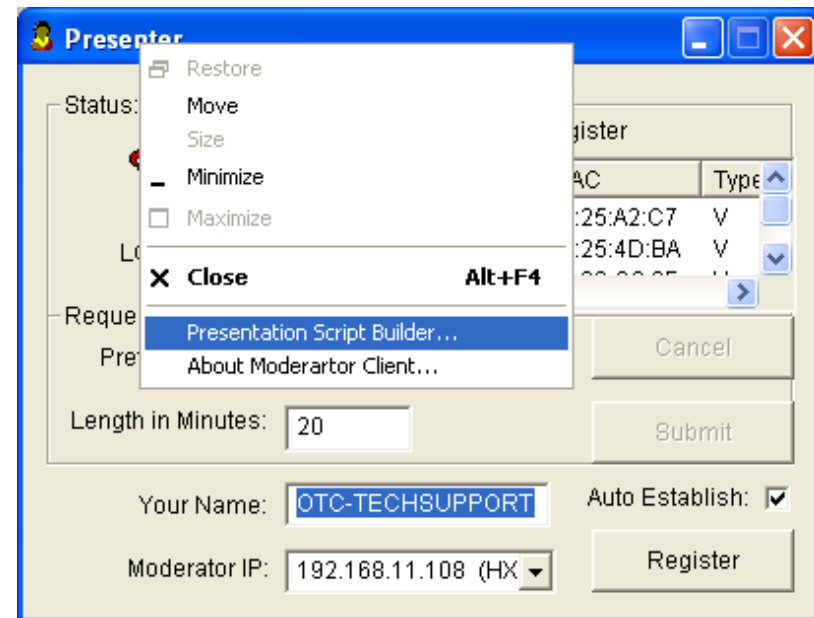 Presenter
Restore
Status:
Move
Size
gister
Minimize
AC Type
Maximize
:25:A2:C7 V
:25:4D:BA V
Close Alt+F4
Reque
Presentation Script Builder...
Cancel
Pre
About Moderartor Client...
Length in Minutes: 20
Submit
Your Name: OTC-TECHSUPPORT
Auto Establish:
Moderator IP: 192.168.11.108 (HX
Register